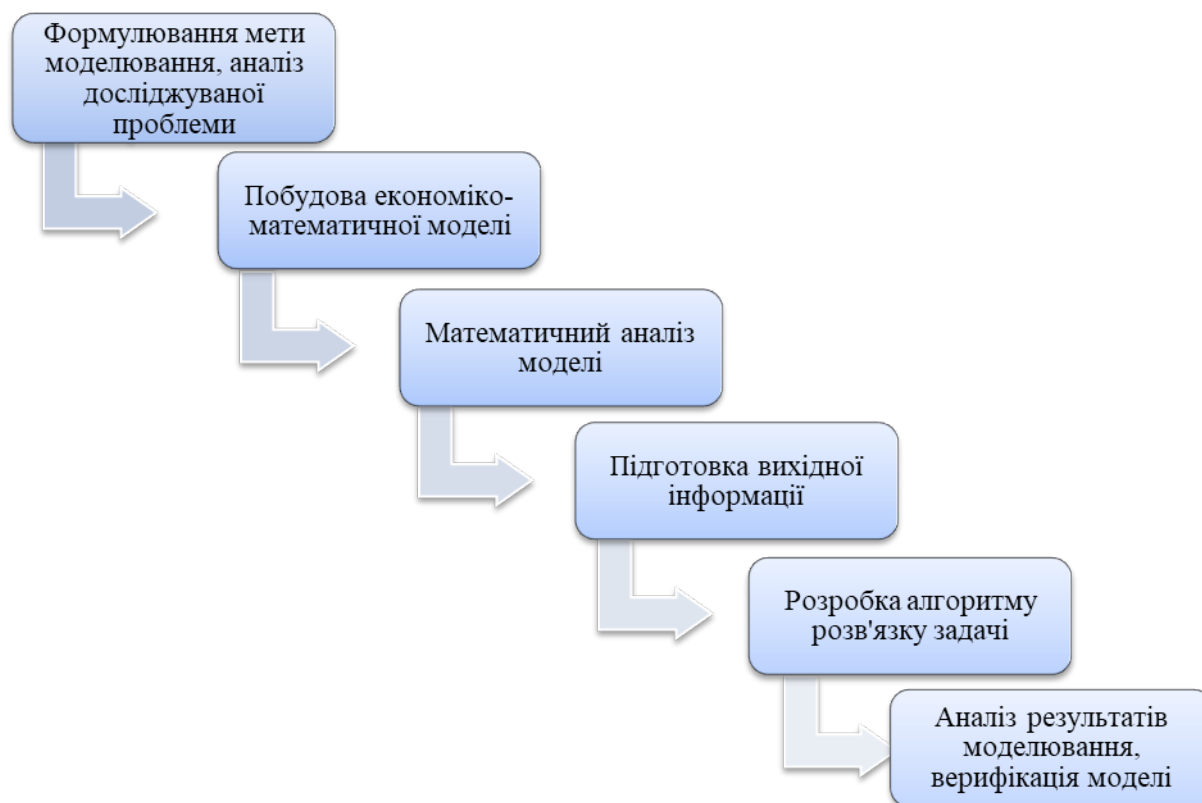 Формулювання мети
моделювання, аналіз
досліджуваної
проблеми
Побудова економіко-
математичної моделі
Математичний аналіз
моделі
Підготовка вихідної
інформації
Розробка алгоритму
розв'язку задачі
Аналіз результатів
моделювання,
верифікація моделі